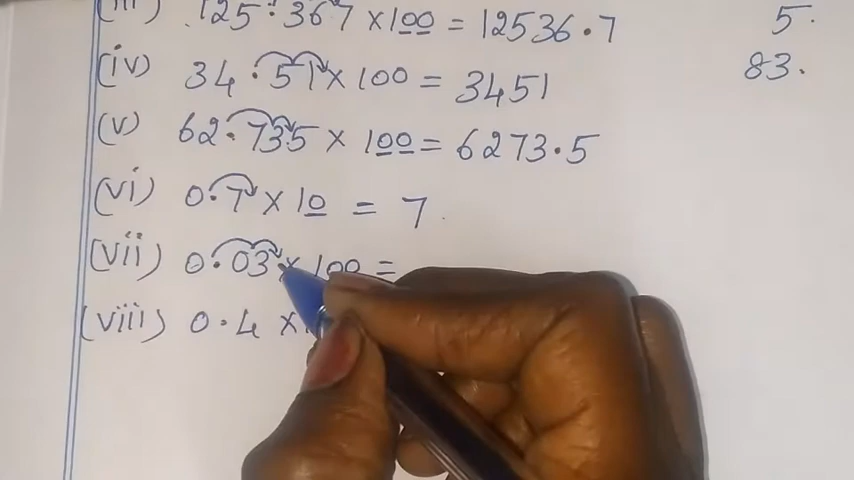 (iii) 125.367 × 100 = 12536.7 5.
(iv) 34.51 × 100 = 3451 83.
(v) 62.735 × 100 = 6273.5
(vi) 0.7 × 10 = 7
(vii) 0.03 × 100 =
(viii) 0.4 ×